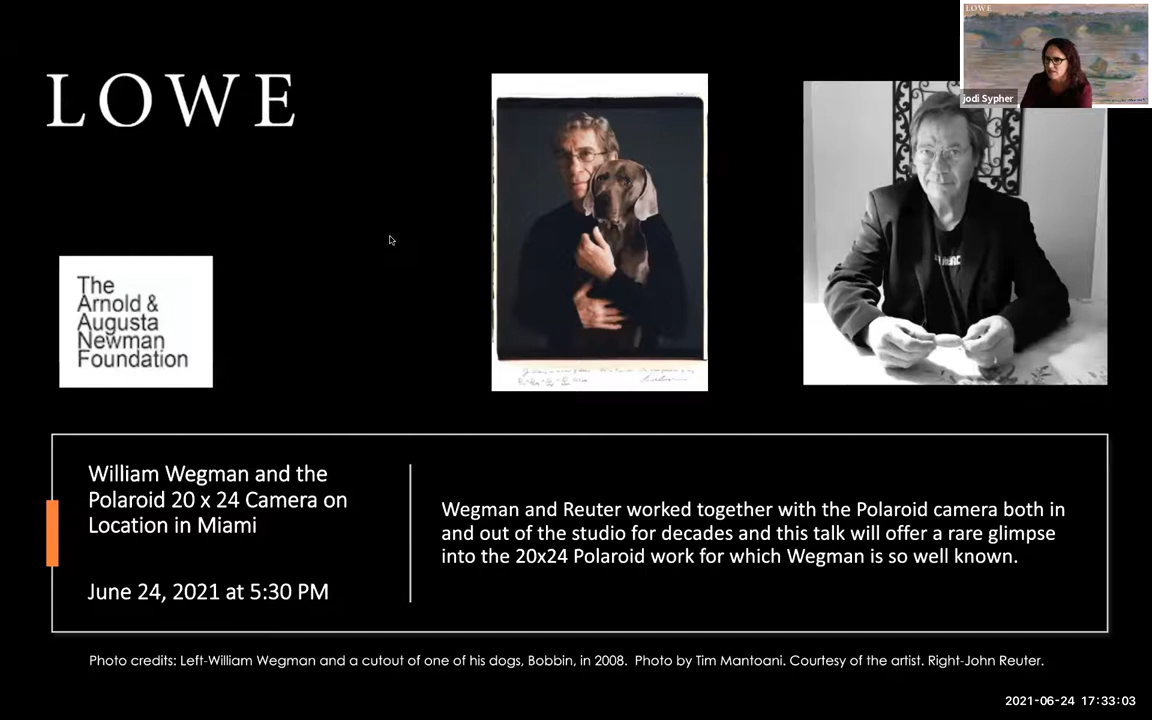 LOWE
LOWE
jodi Sypher
The
Arnold &
Augusta
Newman
Foundation
William Wegman and the
Polaroid 20 x 24 Camera on
Location in Miami
June 24, 2021 at 5:30 PM
Wegman and Reuter worked together with the Polaroid camera both in
and out of the studio for decades and this talk will offer a rare glimpse
into the 20x24 Polaroid work for which Wegman is so well known.
Photo credits: Left-William Wegman and a cutout of one of his dogs, Bobbin, in 2008.  Photo by Tim Mantoani. Courtesy of the artist. Right-John Reuter.
2021-06-24 17:33:03